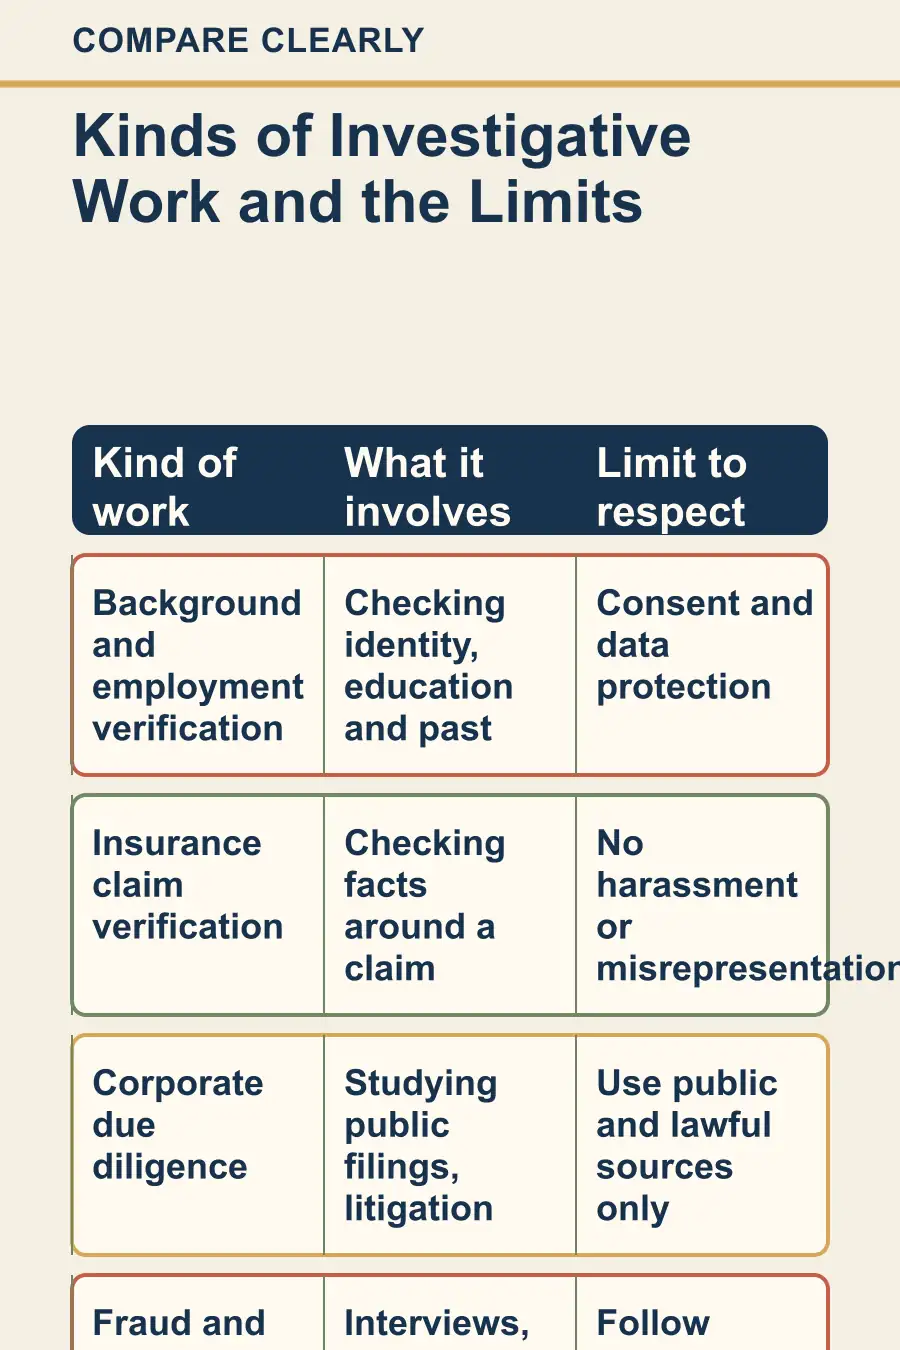 COMPARE CLEARLY
Kinds of Investigative
Work and the Limits
Kind of
work
What it
involves
Limit to
respect
Background
and
employment
verification
Checking
identity,
education
and past
Consent and
data
protection
Insurance
claim
verification
Checking
facts
around a
claim
No
harassment
or
misrepresentation
Corporate
due
diligence
Studying
public
filings,
litigation
Use public
and lawful
sources
only
Fraud and
Interviews,
Follow